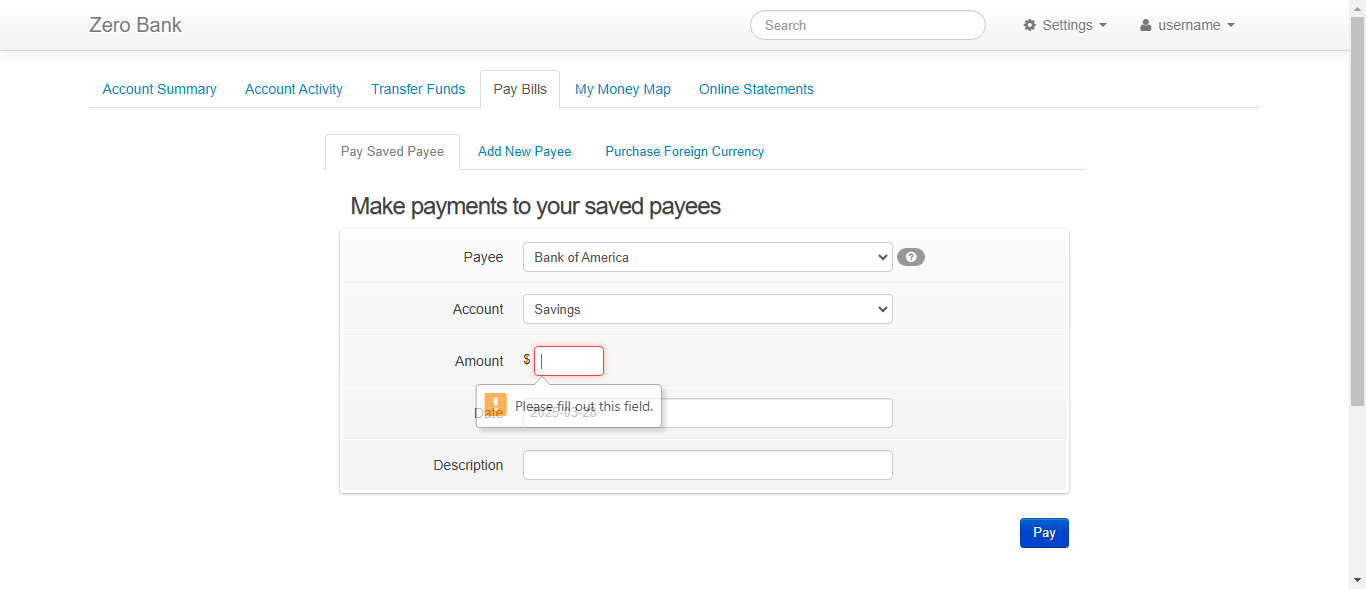 Zero Bank Search Settings username
Account Summary Account Activity Transfer Funds Pay Bills My Money Map Online Statements
Pay Saved Payee Add New Payee Purchase Foreign Currency
Make payments to your saved payees
Payee Bank of America ?
Account Savings
Amount $
! Please fill out this field.
Date 2025-03-26
Description
Pay